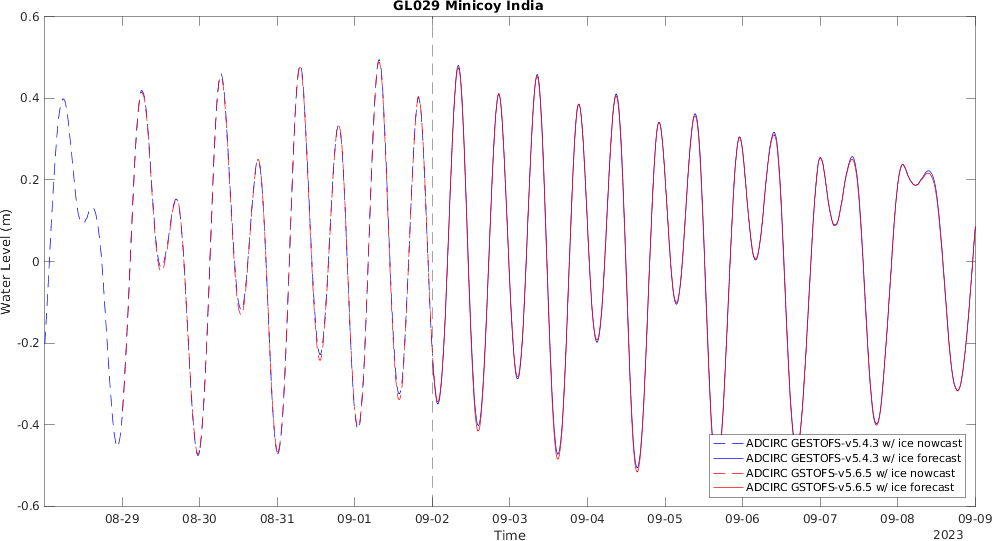 GL029 Minicoy India
0.6
0.4
0.2
0
-0.2
-0.4
-0.6
Water Level (m)
ADCIRC GESTOFS-v5.4.3 w/ ice nowcast
ADCIRC GESTOFS-v5.4.3 w/ ice forecast
ADCIRC GSTOFS-v5.6.5 w/ ice nowcast
ADCIRC GSTOFS-v5.6.5 w/ ice forecast
08-29 08-30 08-31 09-01 09-02 09-03 09-04 09-05 09-06 09-07 09-08 09-09
Time
2023